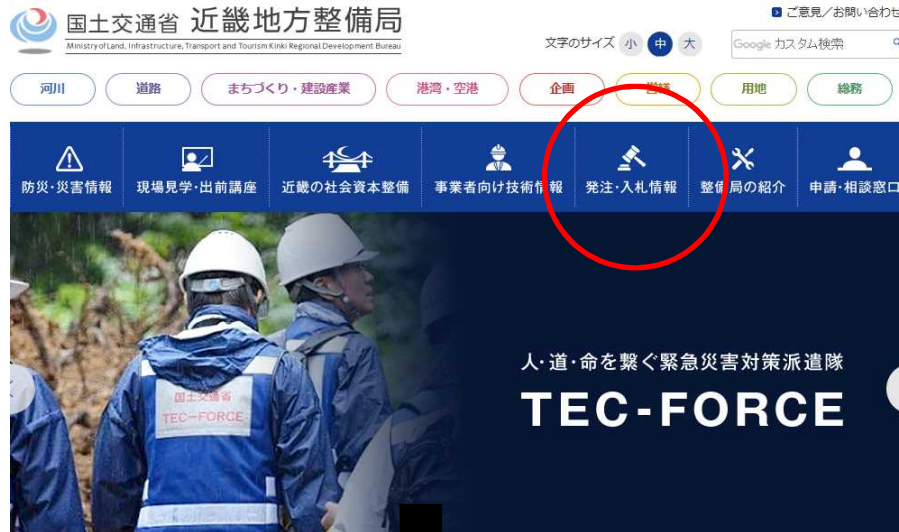 国土交通省 近畿地方整備局
Ministry of Land, Infrastructure, Transport and Tourism Kinki Regional Development Bureau
ご意見／お問い合わせ
文字のサイズ 小 中 大
Google カスタム検索
河川 道路 まちづくり・建設産業 港湾・空港 企画 営繕 用地 総務
防災・災害情報 現場見学・出前講座 近畿の社会資本整備 事業者向け技術情報 発注・入札情報 整備局の紹介 申請・相談窓口
人・道・命を繋ぐ緊急災害対策派遣隊
TEC-FORCE
国土交通省
TEC-FORCE